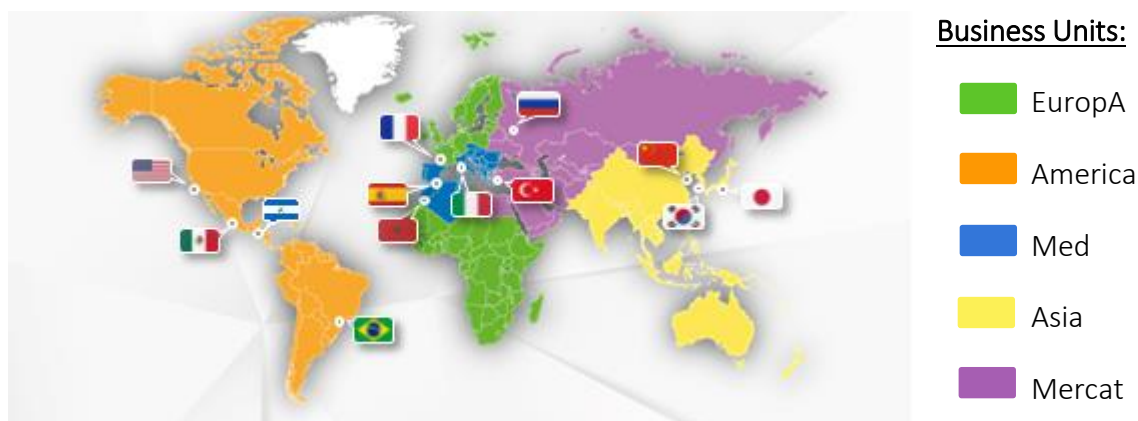 Business Units:
EuropA
America
Med
Asia
Mercat